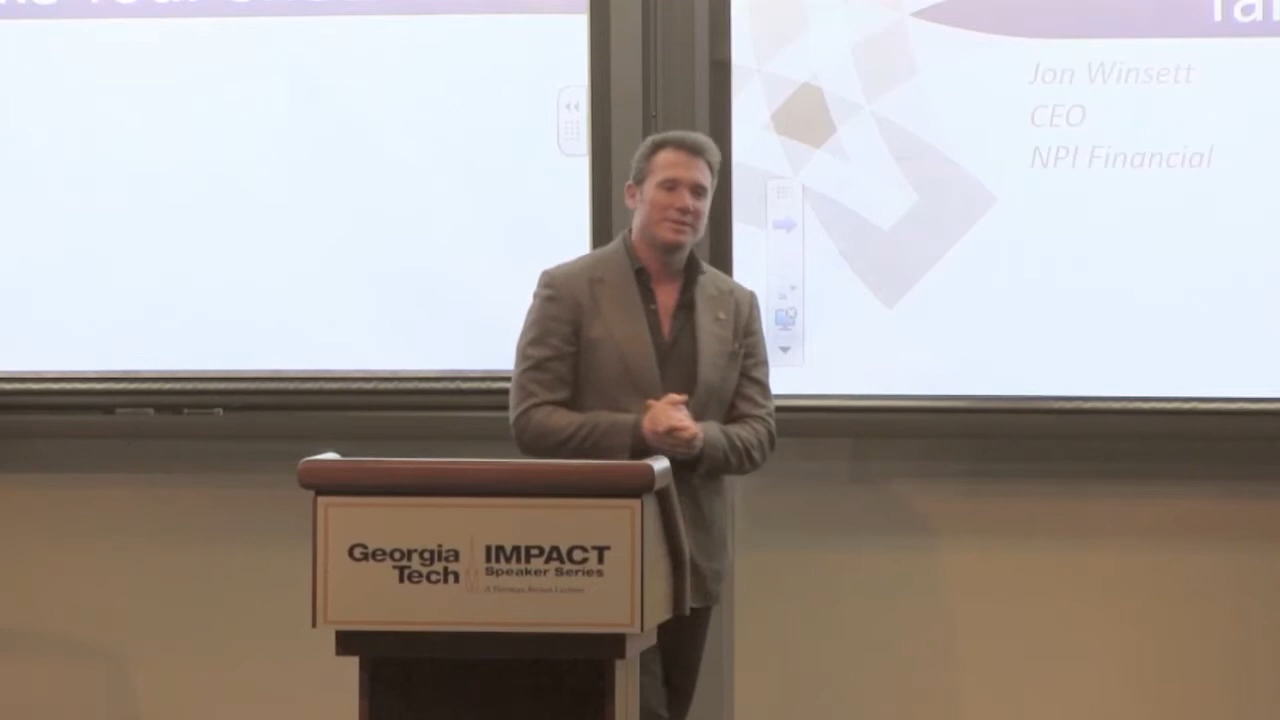 Jon Winsett
CEO
NPI Financial
Georgia
Tech
IMPACT
Speaker Series